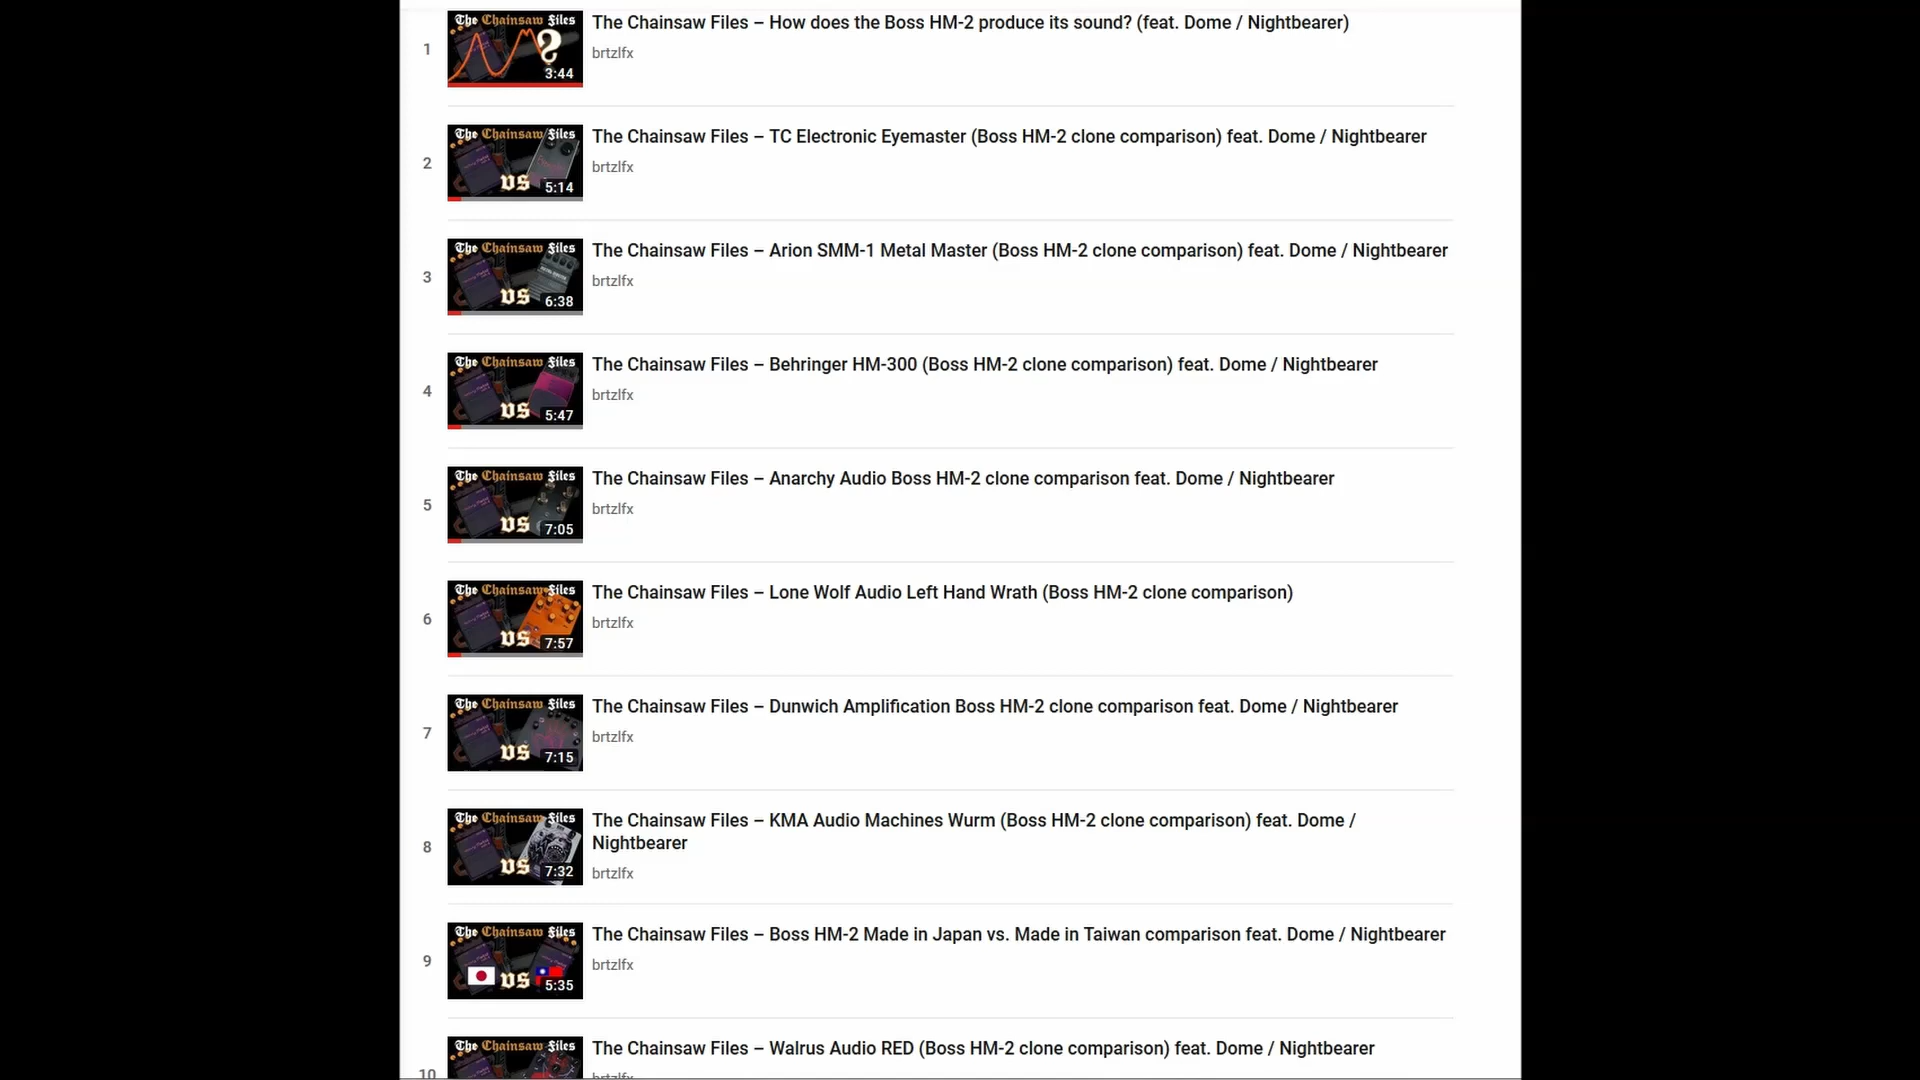 1
The Chainsaw Files
3:44
The Chainsaw Files – How does the Boss HM-2 produce its sound? (feat. Dome / Nightbearer)
brtzlfx
2
The Chainsaw Files
vs
5:14
The Chainsaw Files – TC Electronic Eyemaster (Boss HM-2 clone comparison) feat. Dome / Nightbearer
brtzlfx
3
The Chainsaw Files
vs
6:38
The Chainsaw Files – Arion SMM-1 Metal Master (Boss HM-2 clone comparison) feat. Dome / Nightbearer
brtzlfx
4
The Chainsaw Files
vs
5:47
The Chainsaw Files – Behringer HM-300 (Boss HM-2 clone comparison) feat. Dome / Nightbearer
brtzlfx
5
The Chainsaw Files
vs
7:05
The Chainsaw Files – Anarchy Audio Boss HM-2 clone comparison feat. Dome / Nightbearer
brtzlfx
6
The Chainsaw Files
vs
7:57
The Chainsaw Files – Lone Wolf Audio Left Hand Wrath (Boss HM-2 clone comparison)
brtzlfx
7
The Chainsaw Files
vs
7:15
The Chainsaw Files – Dunwich Amplification Boss HM-2 clone comparison feat. Dome / Nightbearer
brtzlfx
8
The Chainsaw Files
vs
7:32
The Chainsaw Files – KMA Audio Machines Wurm (Boss HM-2 clone comparison) feat. Dome /
Nightbearer
brtzlfx
9
The Chainsaw Files
vs
5:35
The Chainsaw Files – Boss HM-2 Made in Japan vs. Made in Taiwan comparison feat. Dome / Nightbearer
brtzlfx
10
The Chainsaw Files
The Chainsaw Files – Walrus Audio RED (Boss HM-2 clone comparison) feat. Dome / Nightbearer
brtzlfx